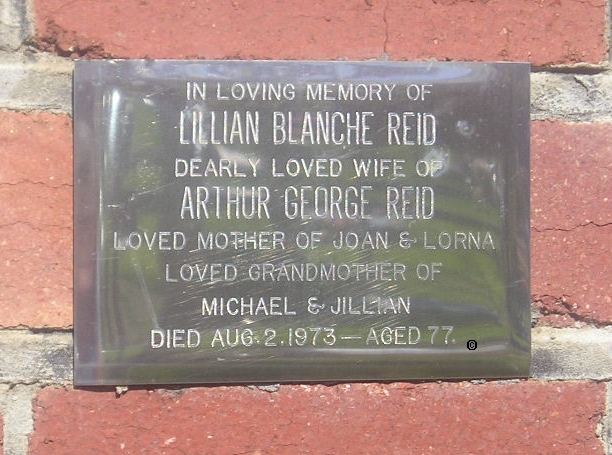 IN LOVING MEMORY OF
LILLIAN BLANCHE REID
DEARLY LOVED WIFE OF
ARTHUR GEORGE REID
LOVED MOTHER OF JOAN & LORNA
LOVED GRANDMOTHER OF
MICHAEL & JILLIAN
DIED AUG. 2. 1973 — AGED 77.
©